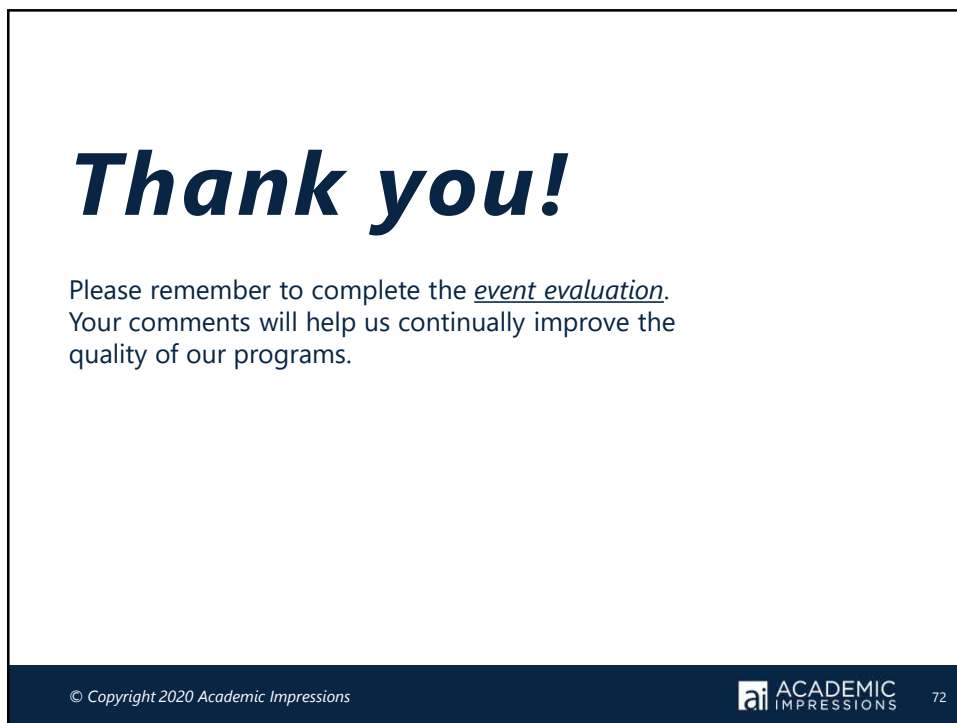 Thank you!
Please remember to complete the event evaluation.
Your comments will help us continually improve the
quality of our programs.
© Copyright 2020 Academic Impressions
ai ACADEMIC
IMPRESSIONS
72